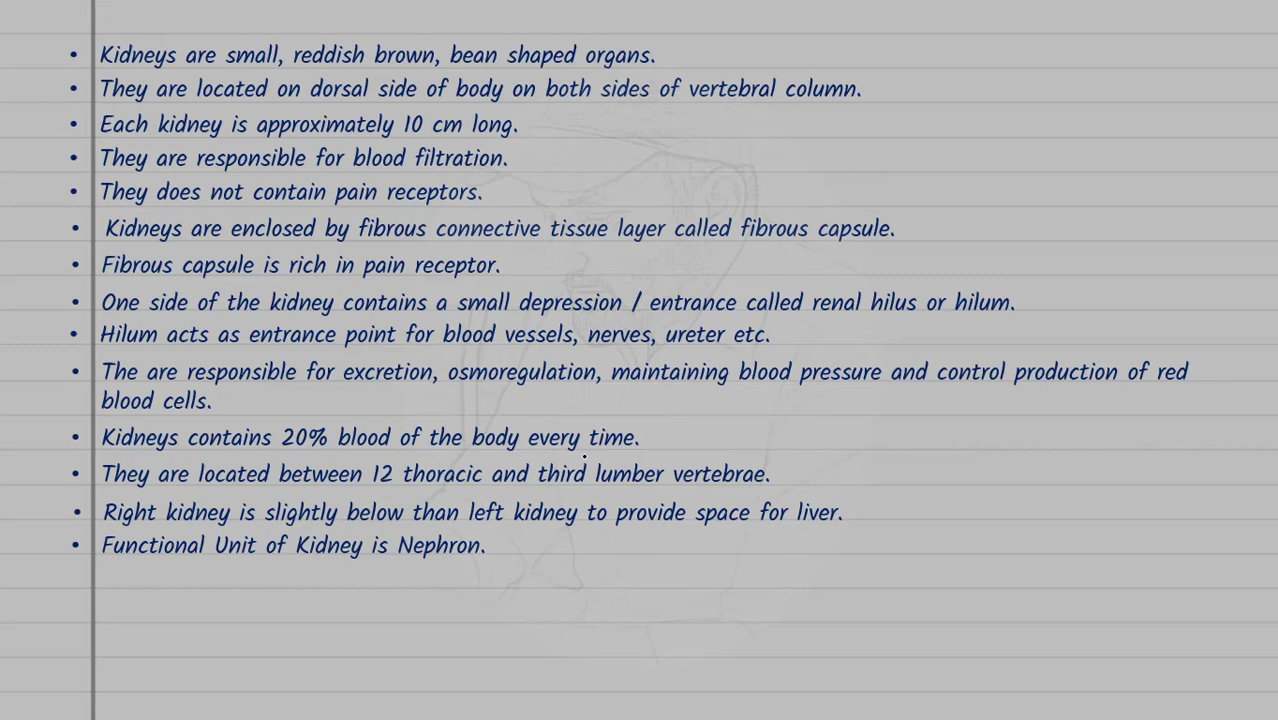 • Kidneys are small, reddish brown, bean shaped organs.
• They are located on dorsal side of body on both sides of vertebral column.
• Each kidney is approximately 10 cm long.
• They are responsible for blood filtration.
• They does not contain pain receptors.
• Kidneys are enclosed by fibrous connective tissue layer called fibrous capsule.
• Fibrous capsule is rich in pain receptor.
• One side of the kidney contains a small depression / entrance called renal hilus or hilum.
• Hilum acts as entrance point for blood vessels, nerves, ureter etc.
• The are responsible for excretion, osmoregulation, maintaining blood pressure and control production of red
blood cells.
• Kidneys contains 20% blood of the body every time.
• They are located between 12 thoracic and third lumber vertebrae.
• Right kidney is slightly below than left kidney to provide space for liver.
• Functional Unit of Kidney is Nephron.